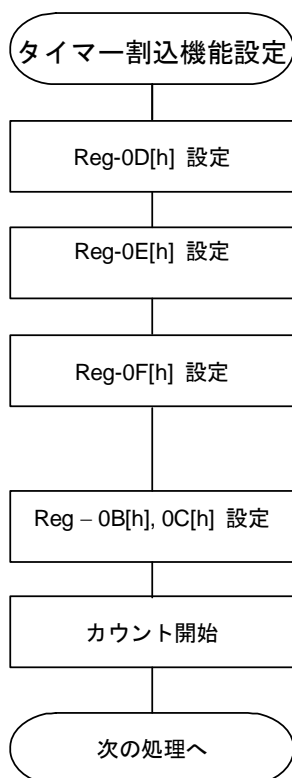 タイマー割込機能設定
Reg-0D[h] 設定
Reg-0E[h] 設定
Reg-0F[h] 設定
Reg – 0B[h], 0C[h] 設定
カウント開始
次の処理へ